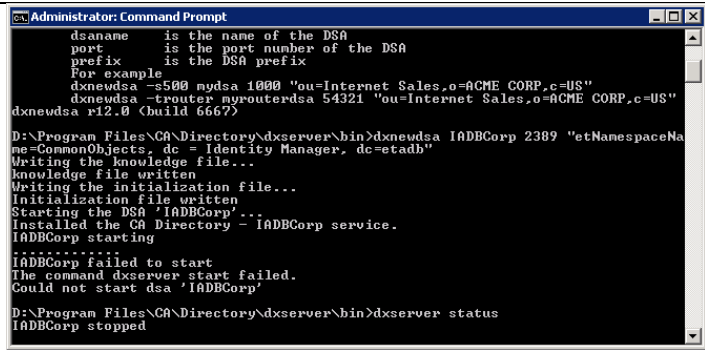 Administrator: Command Prompt
dsaname is the name of the DSA
port is the port number of the DSA
prefix is the DSA prefix
For example
dxnewdsa -s500 mydsa 1000 "ou=Internet Sales,o=ACME CORP,c=US"
dxnewdsa -trouter myrouterdsa 54321 "ou=Internet Sales,o=ACME CORP,c=US"
dxnewdsa r12.0 (build 6667)
D:\Program Files\CA\Directory\dxserver\bin>dxnewdsa IADBCorp 2389 "etNamespaceNa
me=CommonObjects, dc = Identity Manager, dc=etadb"
Writing the knowledge file...
knowledge file written
Writing the initialization file...
Initialization file written
Starting the DSA 'IADBCorp'...
Installed the CA Directory - IADBCorp service.
IADBCorp starting
.............
IADBCorp failed to start
The command dxserver start failed.
Could not start dsa 'IADBCorp'
D:\Program Files\CA\Directory\dxserver\bin>dxserver status
IADBCorp stopped